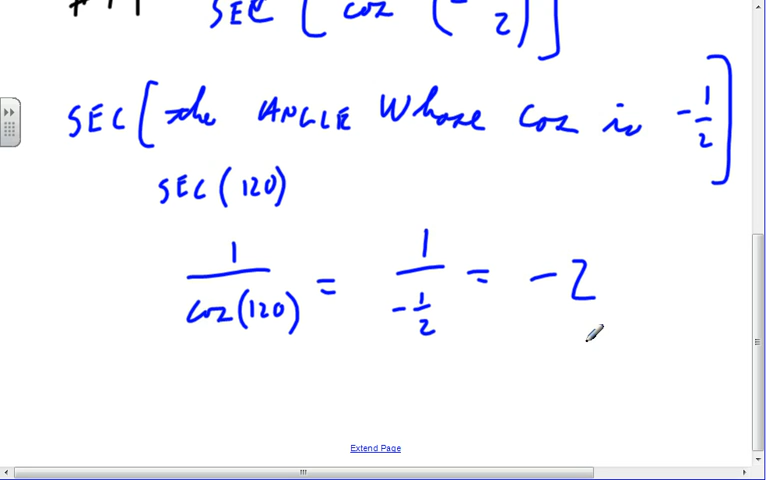 SEC [ cos ( - 2 ) ]
SEC [ the ANGLE Whose cos is - 1/2 ]
SEC (120)
1/cos(120) = 1/-1/2 = -2
Extend Page